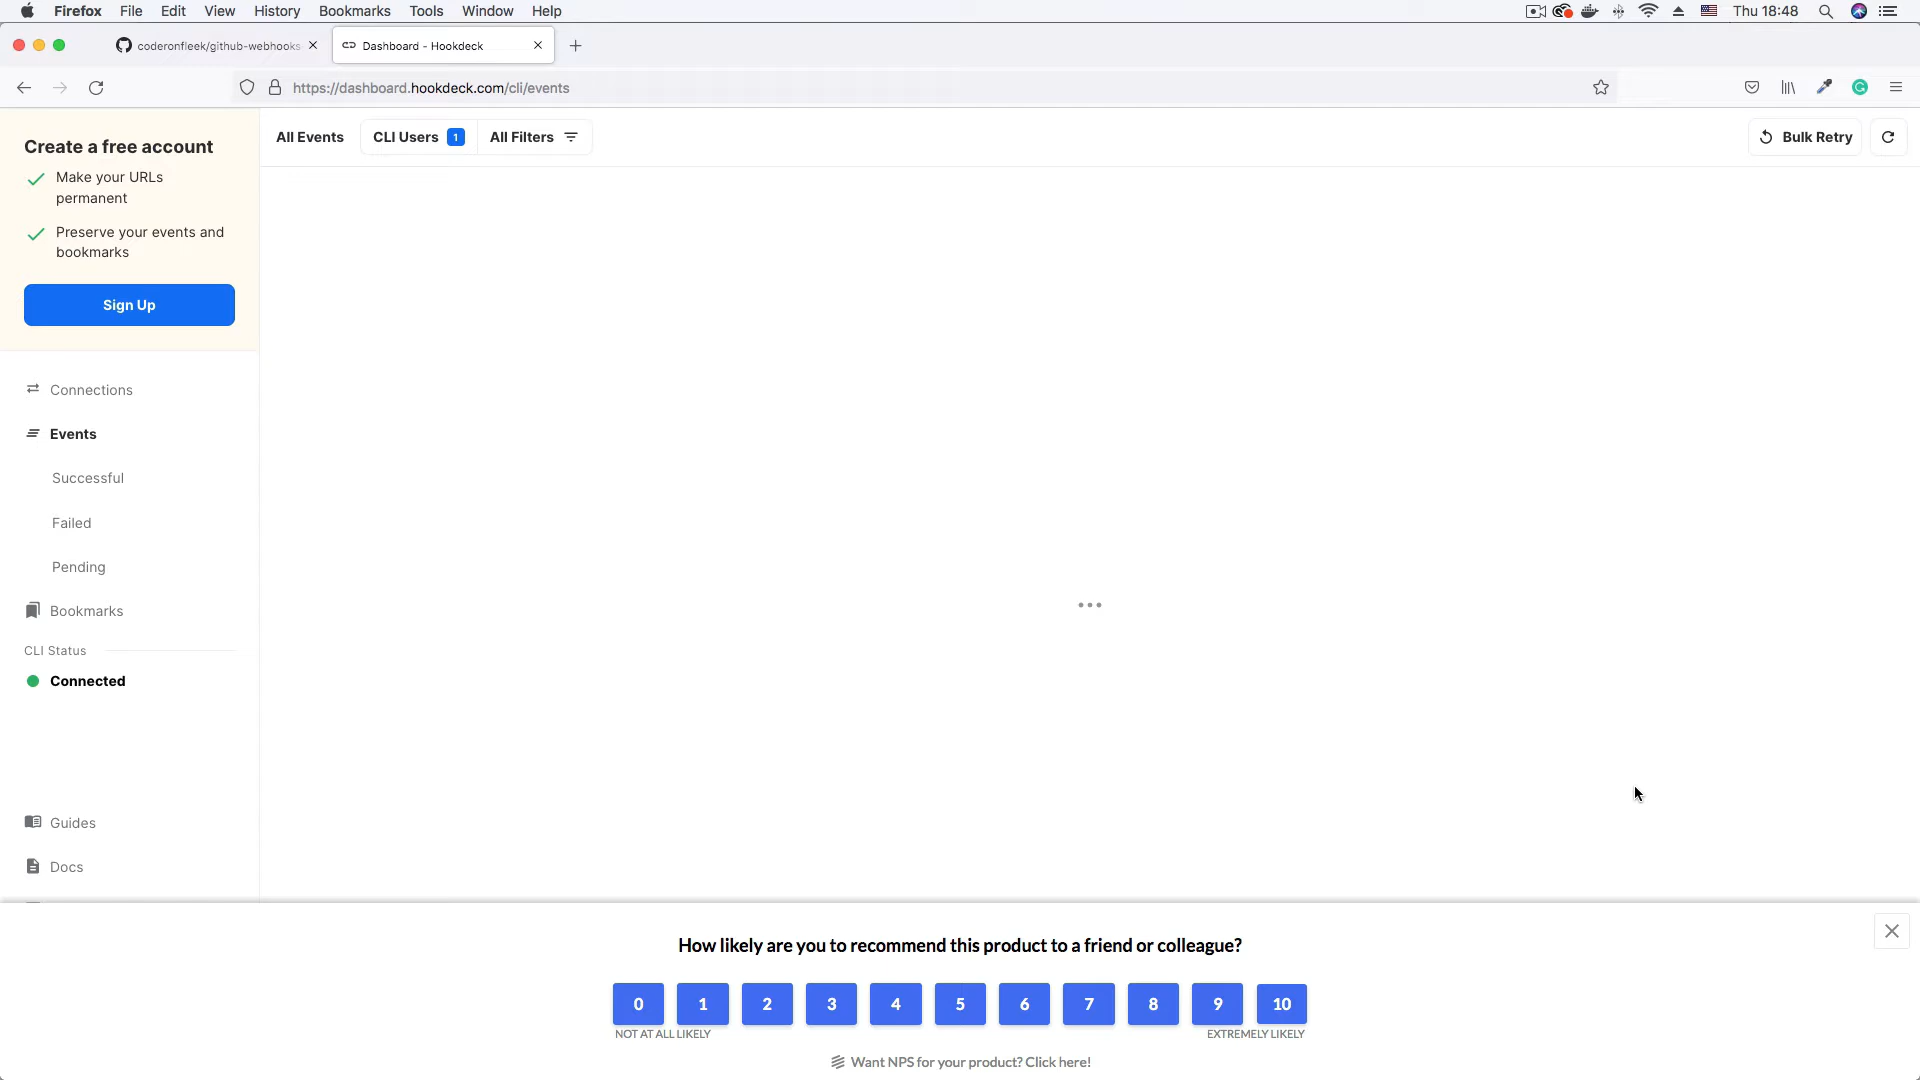 Firefox File Edit View History Bookmarks Tools Window Help Thu 18:48
coderonfleek/github-webhooks
Dashboard - Hookdeck
https://dashboard.hookdeck.com/cli/events
Create a free account
Make your URLs
permanent
Preserve your events and
bookmarks
Sign Up
All Events CLI Users 1 All Filters
Bulk Retry
Connections
Events
Successful
Failed
Pending
Bookmarks
CLI Status
Connected
Guides
Docs
How likely are you to recommend this product to a friend or colleague?
0 1 2 3 4 5 6 7 8 9 10
NOT AT ALL LIKELY EXTREMELY LIKELY
Want NPS for your product? Click here!